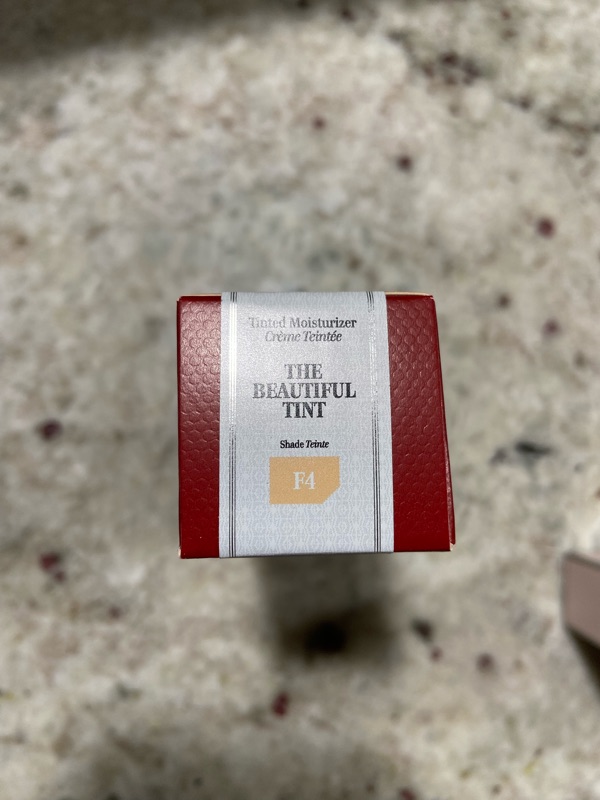 Tinted Moisturizer
Crème Teintée
THE
BEAUTIFUL
TINT
Shade Teinte
F4